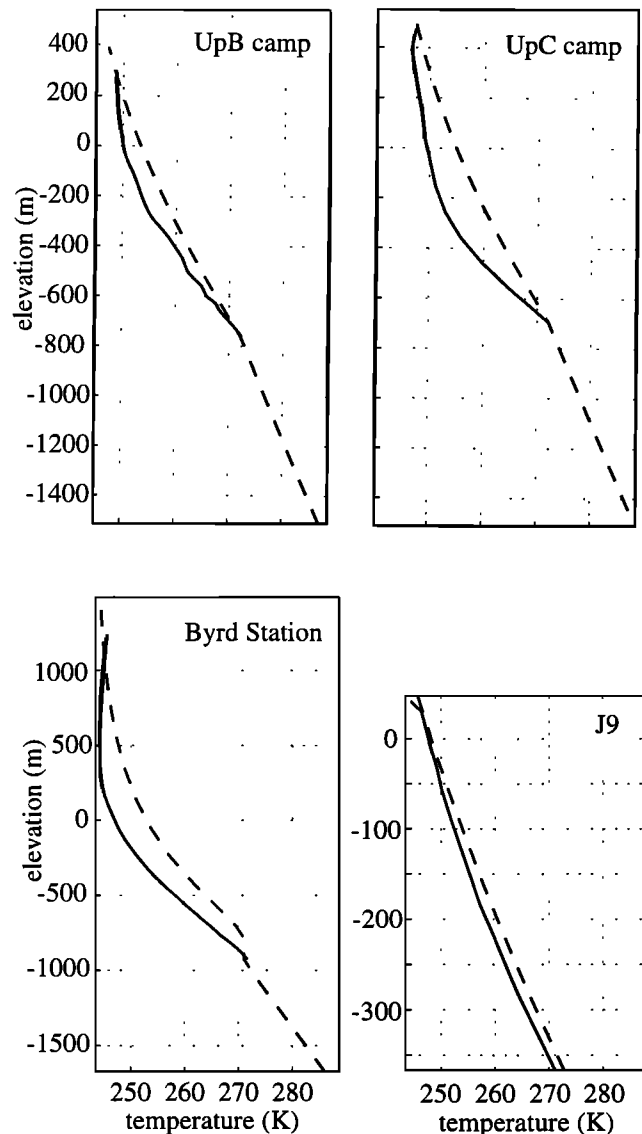 UpB camp
UpC camp
400
200
0
-200
-400
-600
-800
-1000
-1200
-1400
elevation (m)
Byrd Station
1000
500
0
-500
-1000
-1500
elevation (m)
250 260 270 280
temperature (K)
J9
0
-100
-200
-300
250 260 270 280
temperature (K)